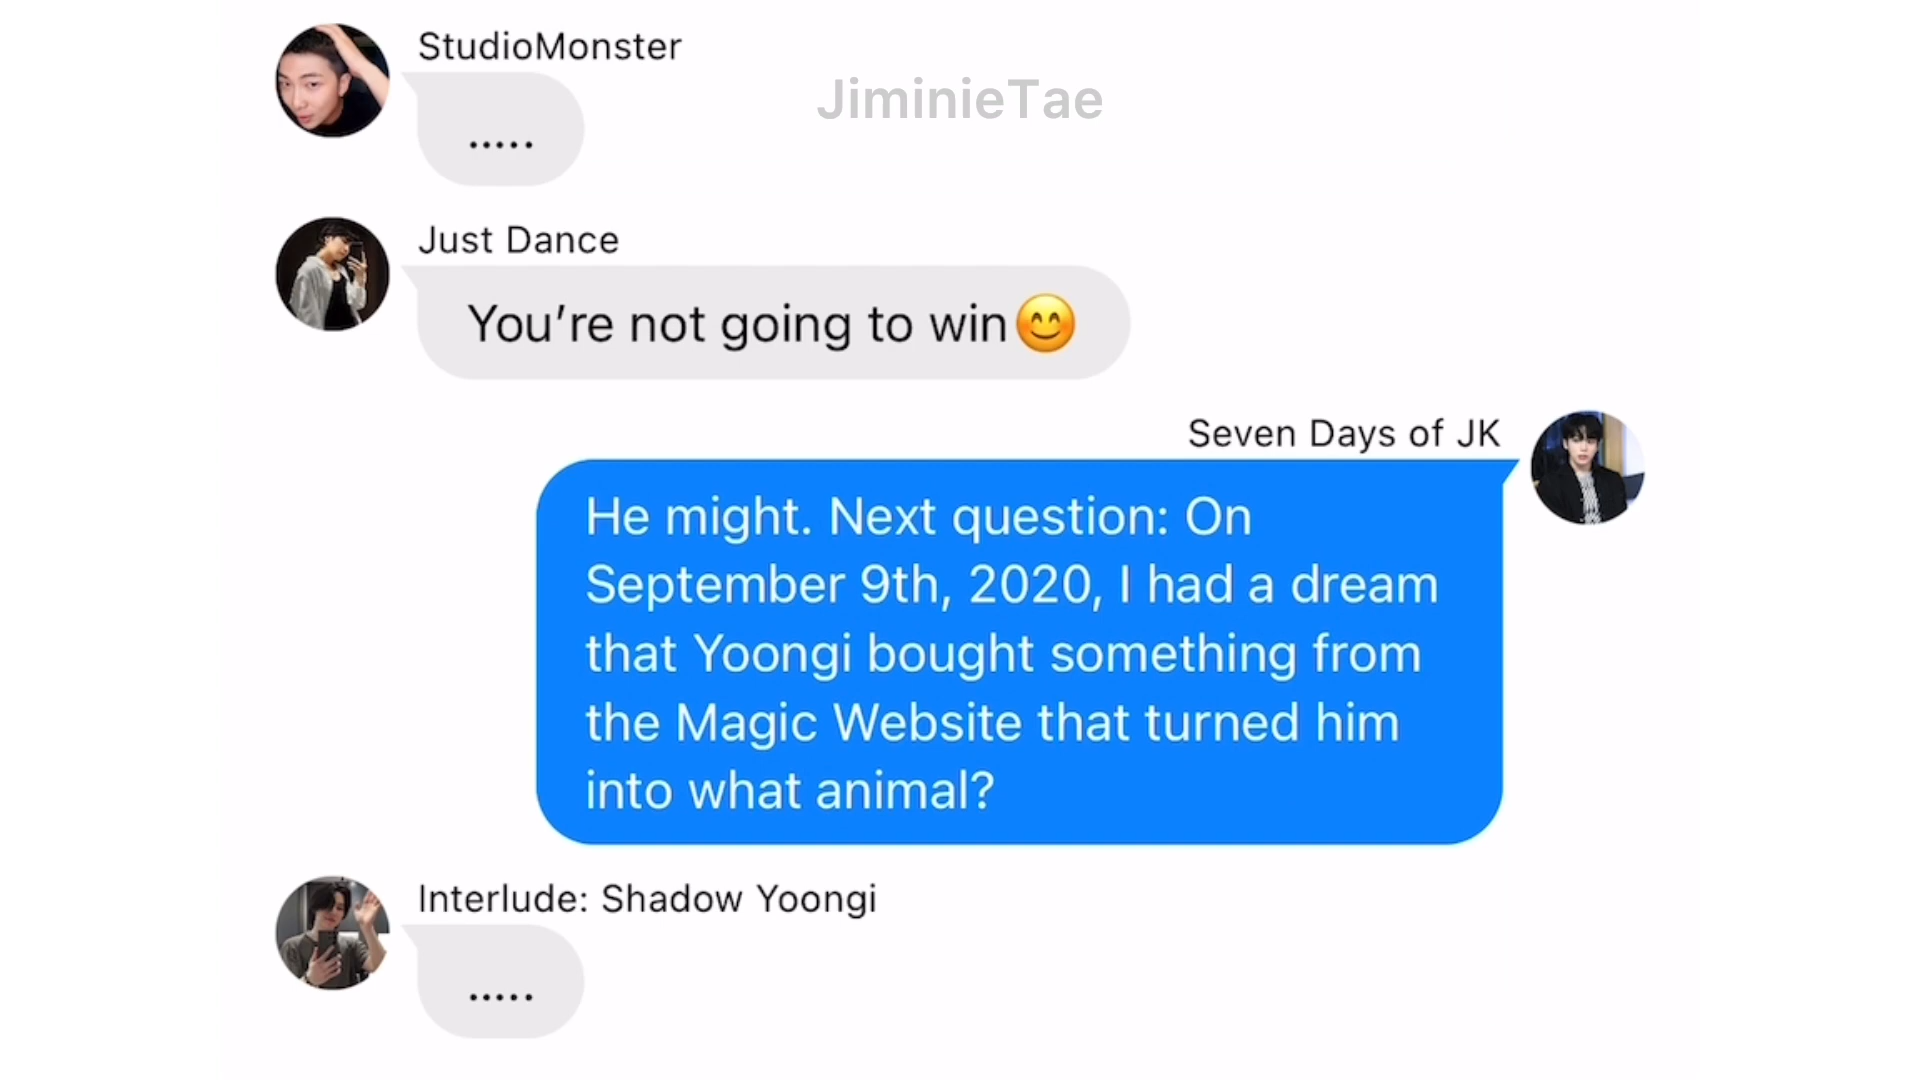 StudioMonster
JiminieTae
.....
Just Dance
You’re not going to win😊
Seven Days of JK
He might. Next question: On
September 9th, 2020, I had a dream
that Yoongi bought something from
the Magic Website that turned him
into what animal?
Interlude: Shadow Yoongi
.....